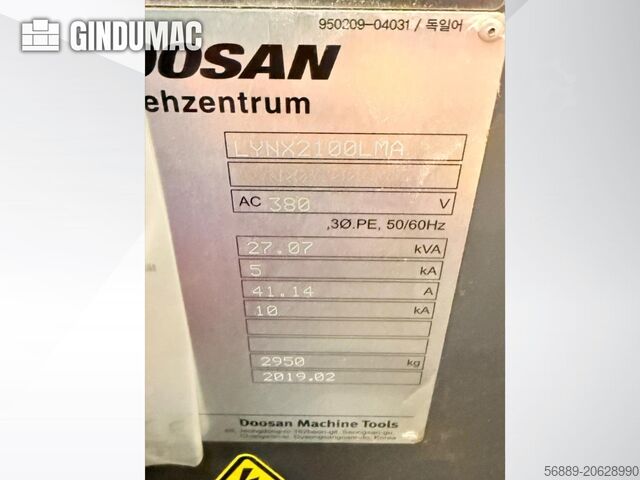 GINDUMAC
950209-04031 / 독일어
DOOSAN
ehzentrum
LYNX2100LMA
AC 380 V
,3Ø.PE, 50/60Hz
27.07 kVA
5 kA
41.14 A
10 kA
2950 kg
2019.02
Doosan Machine Tools
56889-20628990